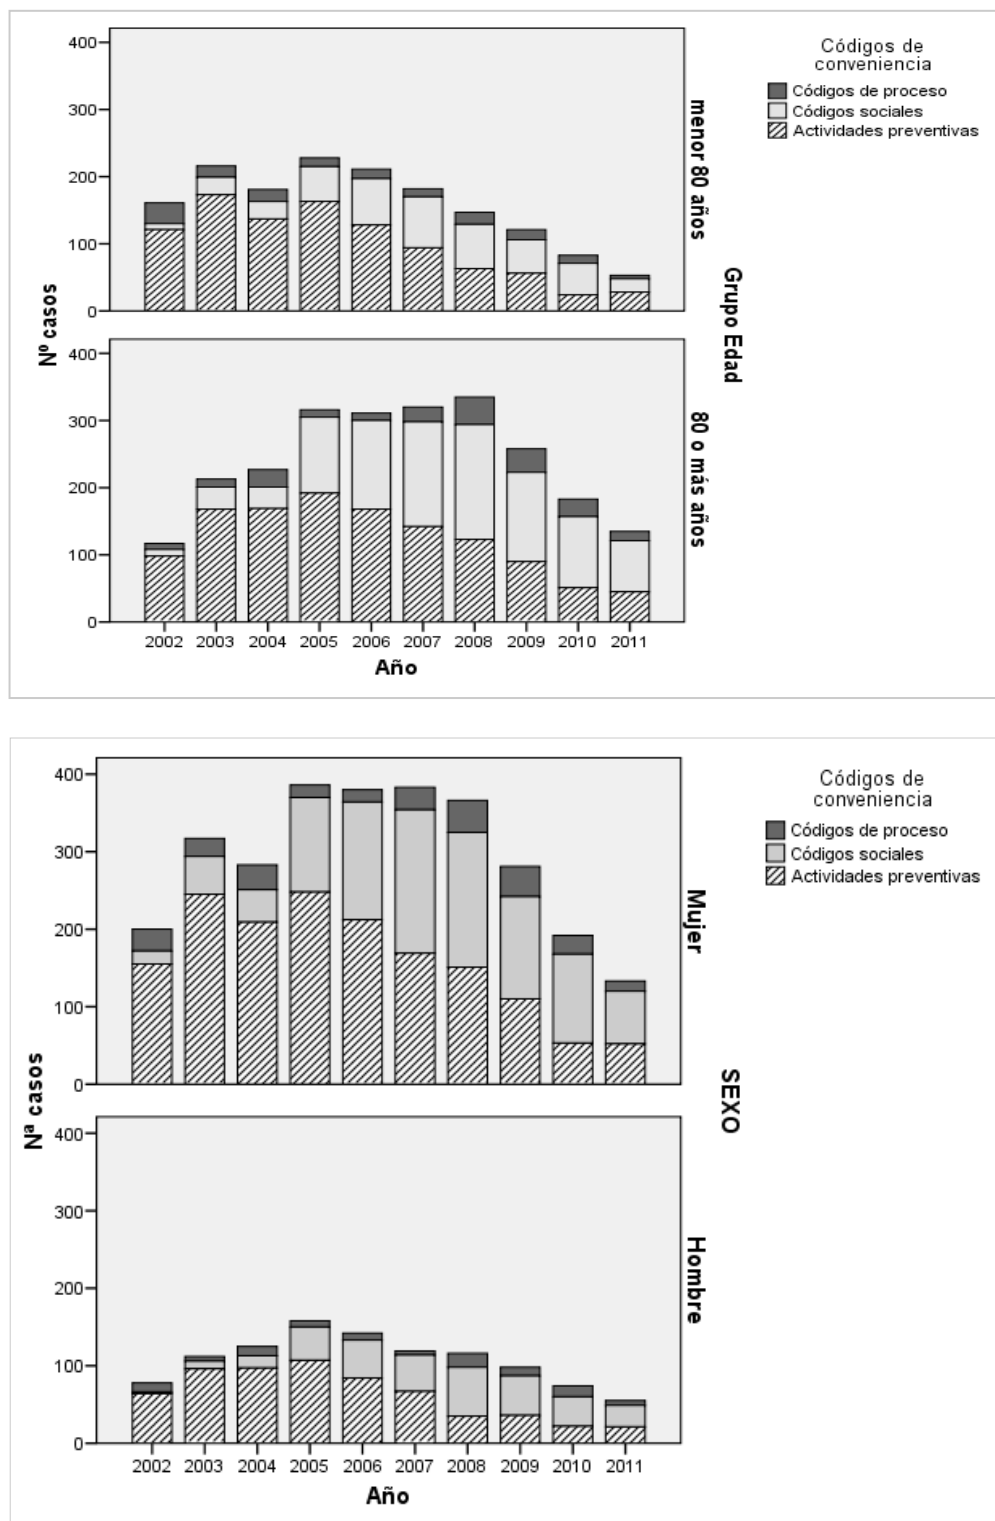 Códigos de
conveniencia
Códigos de proceso
Códigos sociales
Actividades preventivas
400
300
200
100
0
menor 80 años
400
300
200
100
0
80 o más años
Nº casos
Grupo Edad
2002 2003 2004 2005 2006 2007 2008 2009 2010 2011
Año
Códigos de
conveniencia
Códigos de proceso
Códigos sociales
Actividades preventivas
400
300
200
100
0
Mujer
400
300
200
100
0
Hombre
Nª casos
SEXO
2002 2003 2004 2005 2006 2007 2008 2009 2010 2011
Año